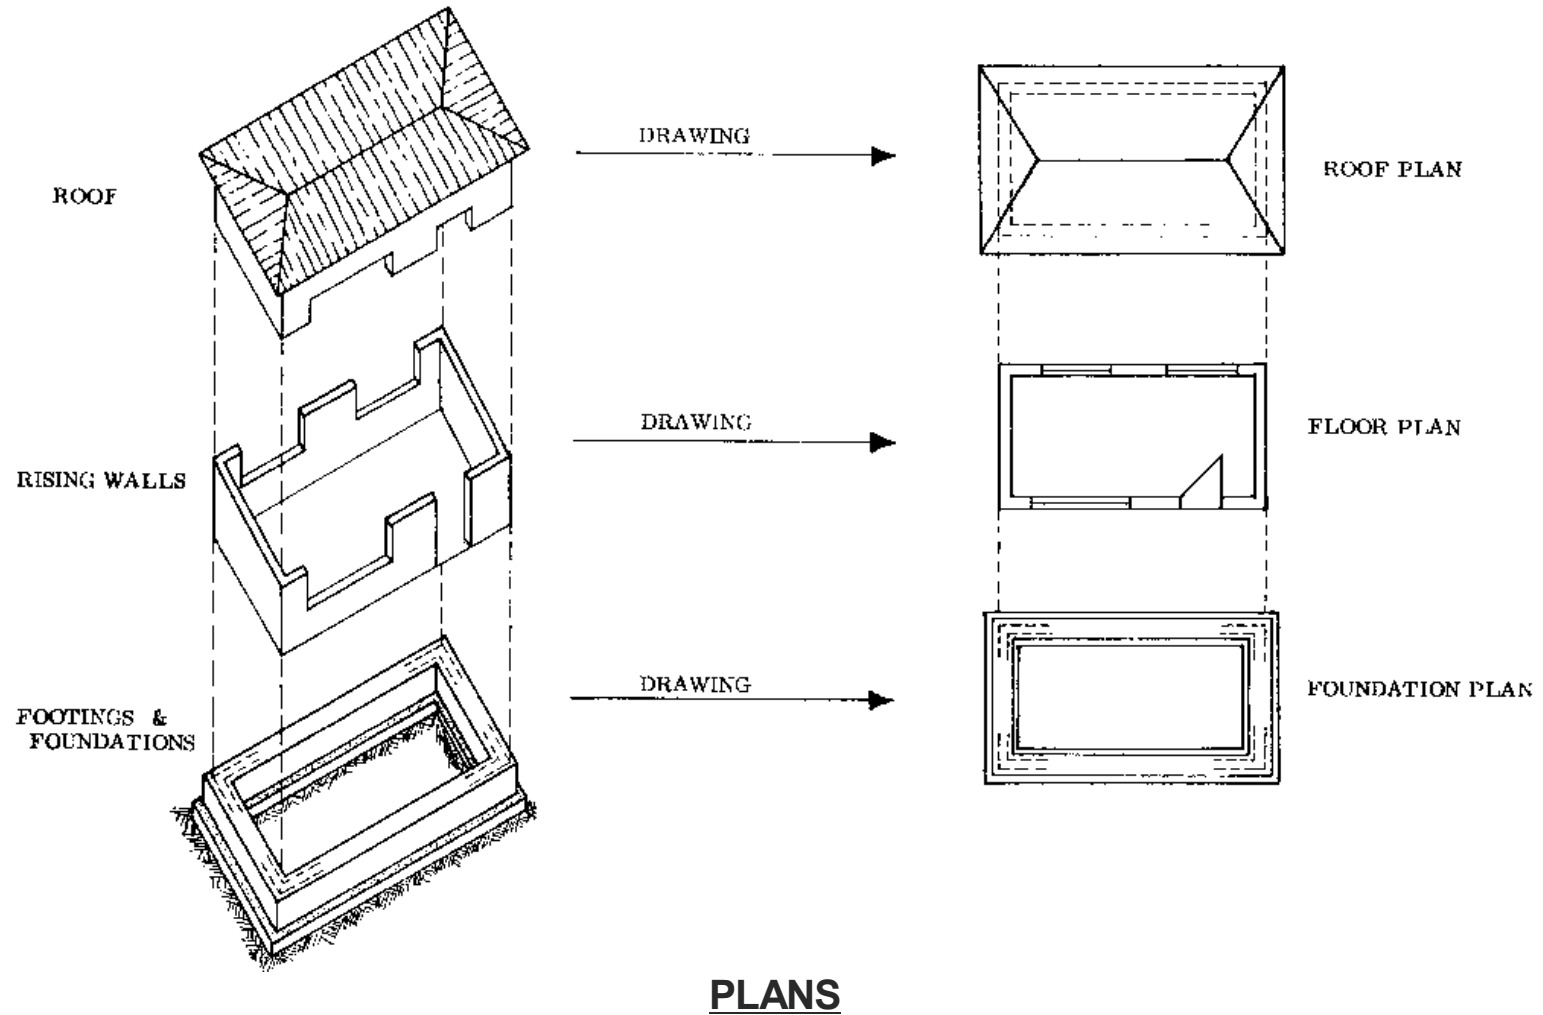 ROOF
DRAWING
ROOF PLAN
RISING WALLS
DRAWING
FLOOR PLAN
FOOTINGS &
FOUNDATIONS
DRAWING
FOUNDATION PLAN
PLANS